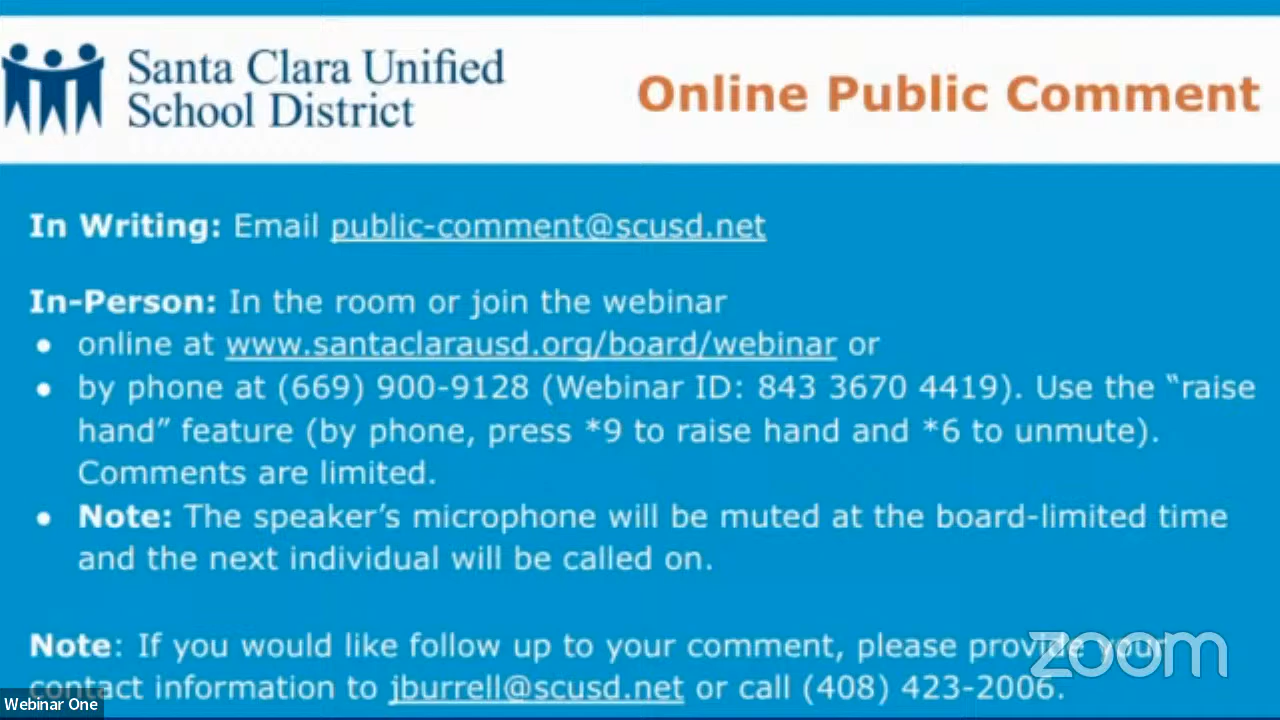 Santa Clara Unified
School District
Online Public Comment
In Writing: Email public-comment@scusd.net
In-Person: In the room or join the webinar
● online at www.santaclarausd.org/board/webinar or
● by phone at (669) 900-9128 (Webinar ID: 843 3670 4419). Use the “raise
hand” feature (by phone, press *9 to raise hand and *6 to unmute).
Comments are limited.
● Note: The speaker’s microphone will be muted at the board-limited time
and the next individual will be called on.
Note: If you would like follow up to your comment, please provide your
contact information to jburrell@scusd.net or call (408) 423-2006.
zoom
Webinar One